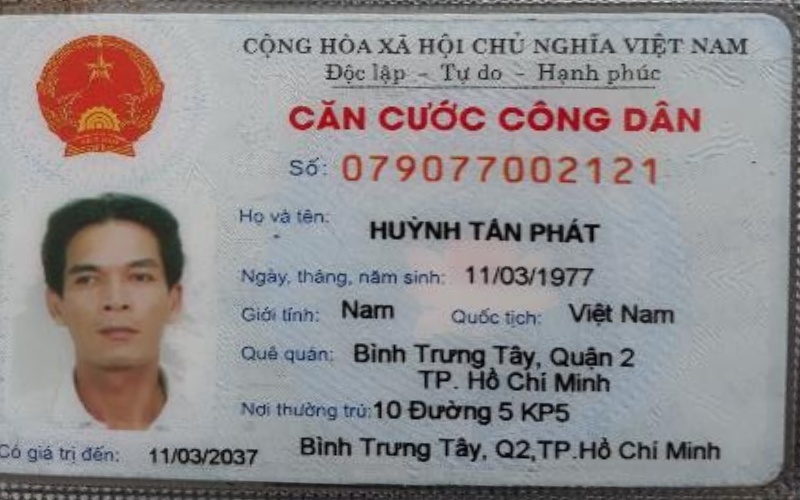 CỘNG HÒA XÃ HỘI CHỦ NGHĨA VIỆT NAM
Độc lập - Tự do - Hạnh phúc
CĂN CƯỚC CÔNG DÂN
Số: 079077002121
Họ và tên: HUỲNH TẤN PHÁT
Ngày, tháng, năm sinh: 11/03/1977
Giới tính: Nam Quốc tịch: Việt Nam
Quê quán: Bình Trưng Tây, Quận 2
TP. Hồ Chí Minh
Nơi thường trú: 10 Đường 5 KP5
Bình Trưng Tây, Q2,TP.Hồ Chí Minh
Có giá trị đến: 11/03/2037